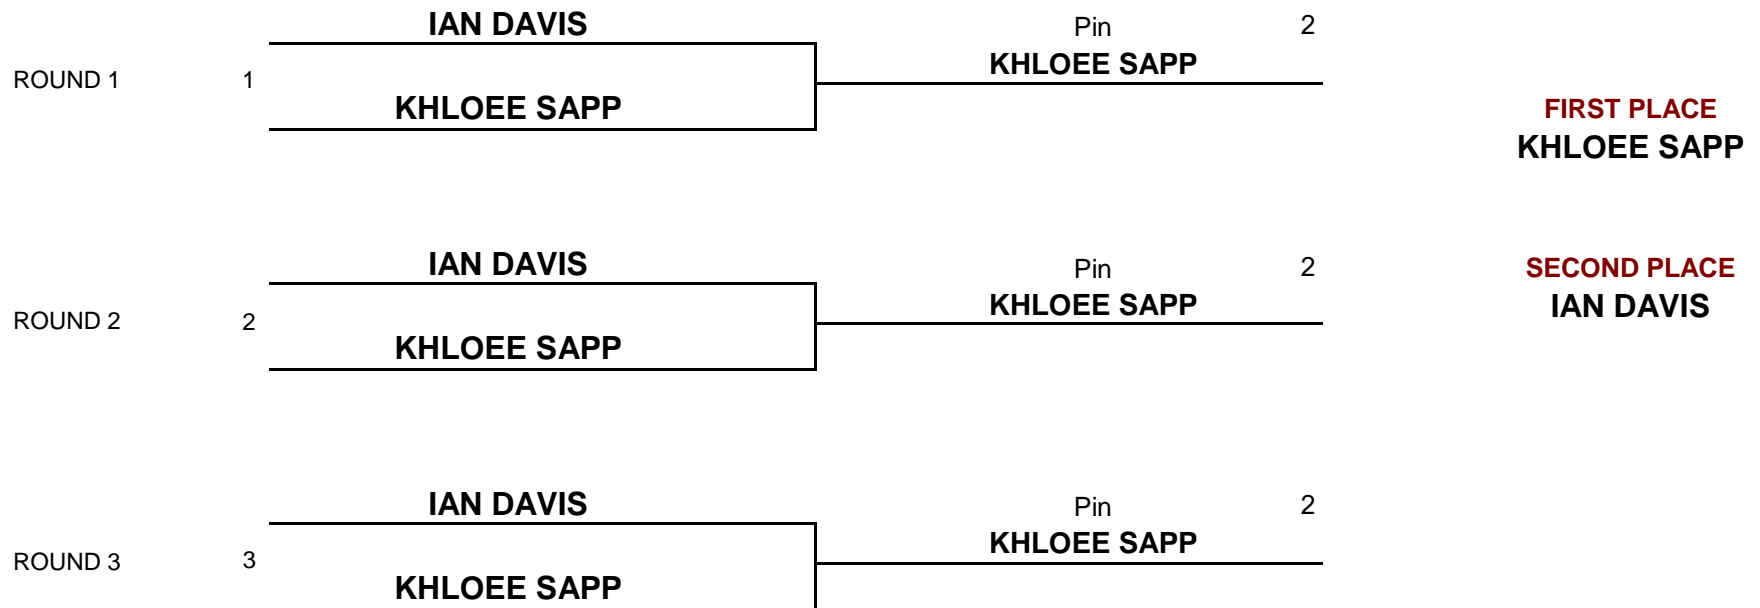 IAN DAVIS
Pin 2
KHLOEE SAPP
ROUND 1 1
KHLOEE SAPP
FIRST PLACE
KHLOEE SAPP
IAN DAVIS
Pin 2
SECOND PLACE
KHLOEE SAPP
IAN DAVIS
ROUND 2 2
KHLOEE SAPP
IAN DAVIS
Pin 2
KHLOEE SAPP
ROUND 3 3
KHLOEE SAPP